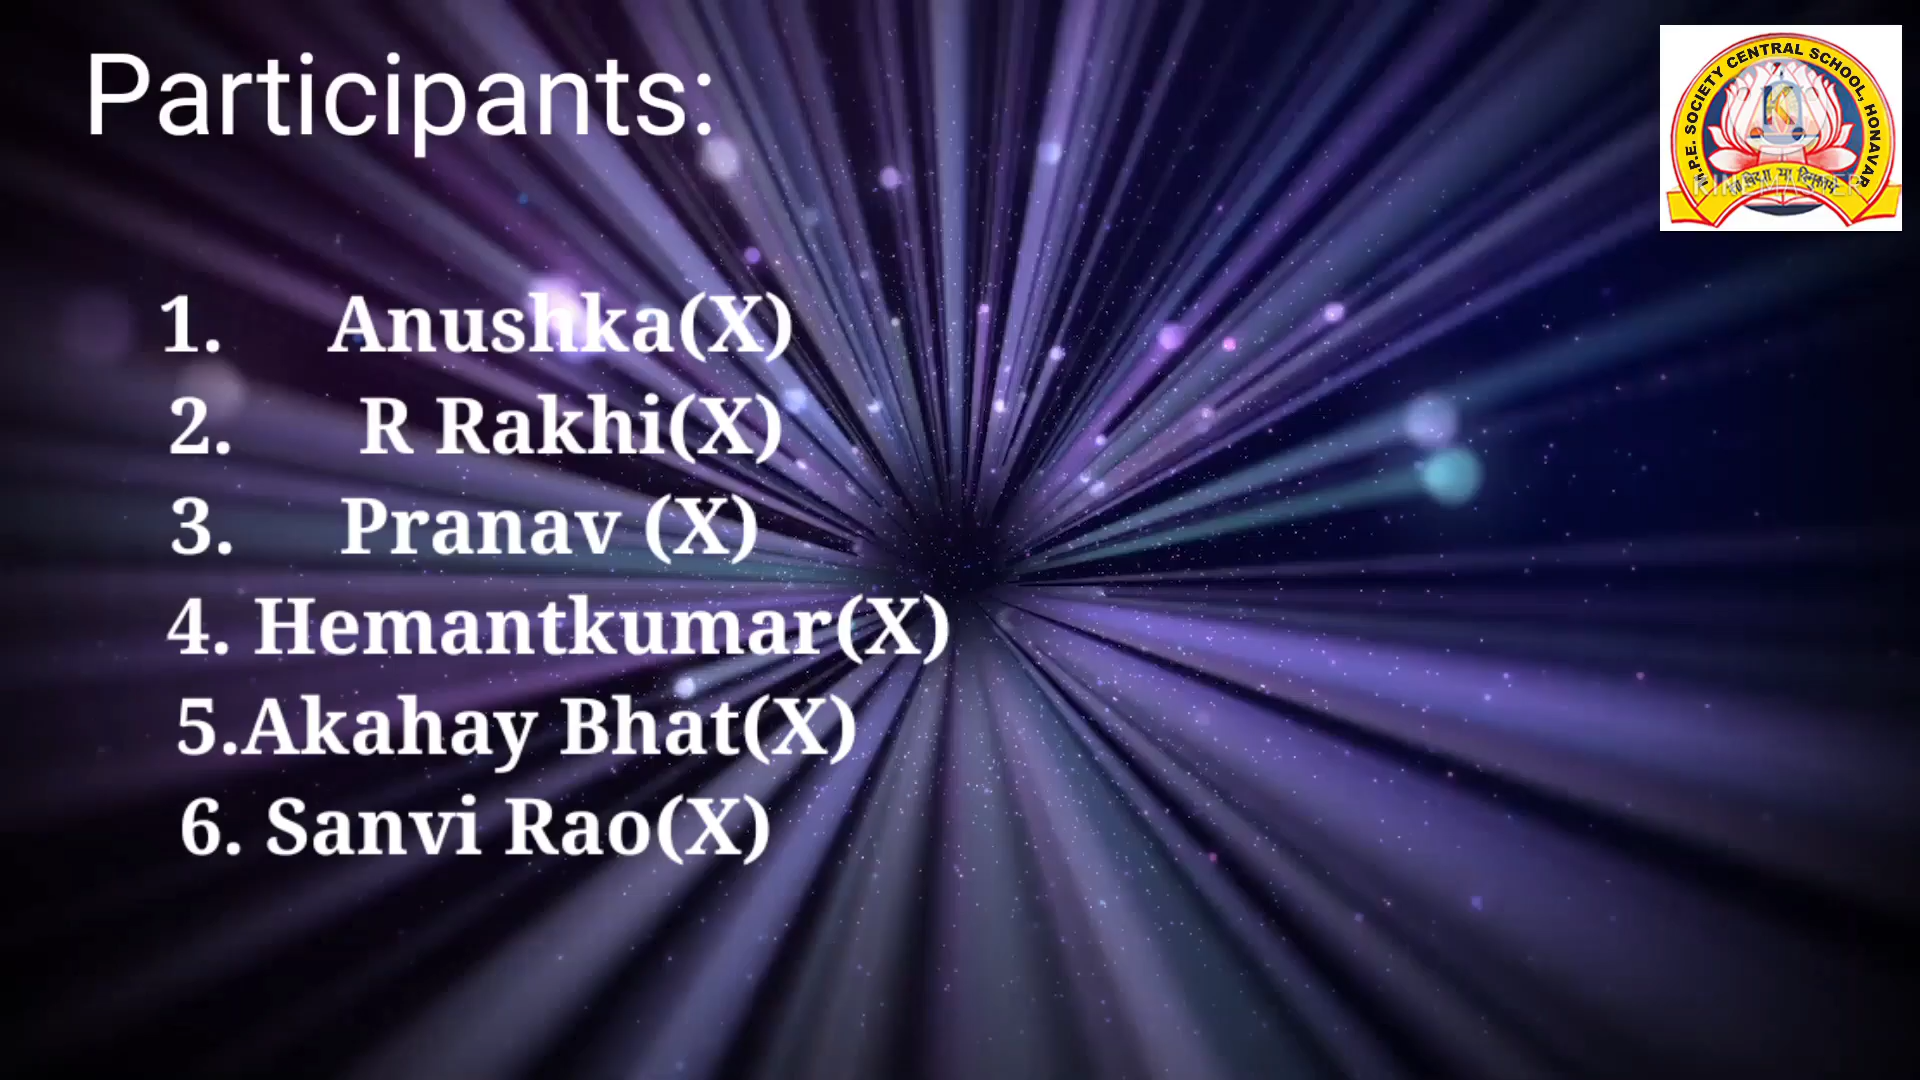 Participants:
M.P.E. SOCIETY CENTRAL SCHOOL, HONAVAR
KINEMASTER
1. Anushka(X)
2. R Rakhi(X)
3. Pranav (X)
4. Hemantkumar(X)
5.Akahay Bhat(X)
6. Sanvi Rao(X)